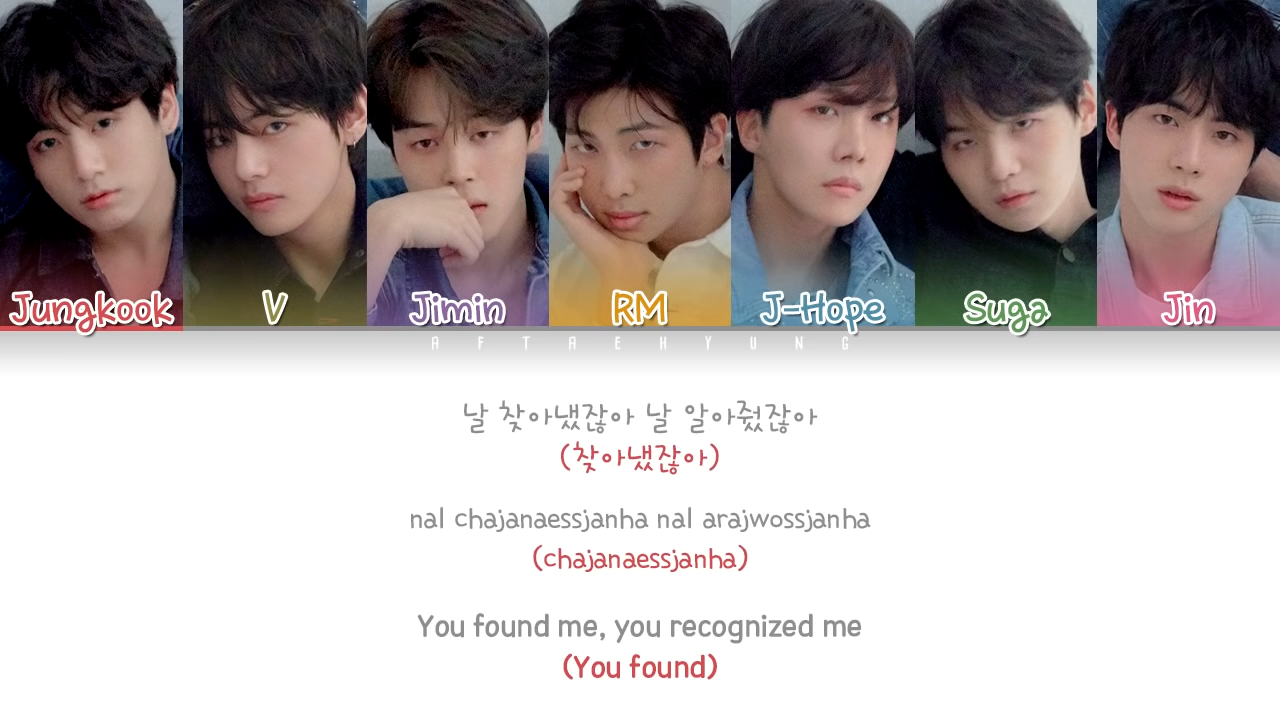 Jungkook V Jimin RM J-Hope Suga Jin
AFTAEHYUNG
날 찾아냈잖아 날 알아줬잖아
(찾아냈잖아)
nal chajanaessjanha nal arajwossjanha
(chajanaessjanha)
You found me, you recognized me
(You found)